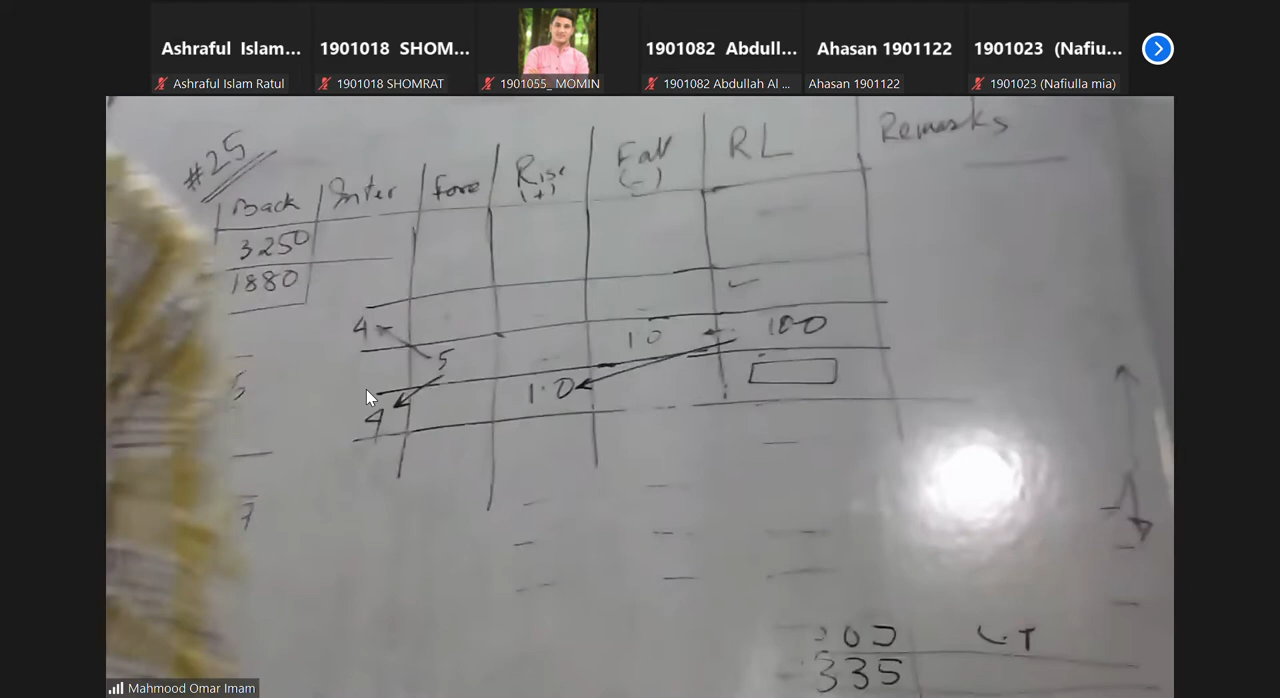 Ashraful Islam...
1901018 SHOM...
1901082 Abdull...
Ahasan 1901122
1901023 (Nafiu...
Ashraful Islam Ratul
1901018 SHOMRAT
1901055_ MOMIN
1901082 Abdullah Al ...
Ahasan 1901122
1901023 (Nafiulla mia)
#25
Back Inter Fore Rise Fall RL Remarks
(+) (-)
3250
1880
4 1.0 100
5
5 1.0
4
7
335
Mahmood Omar Imam